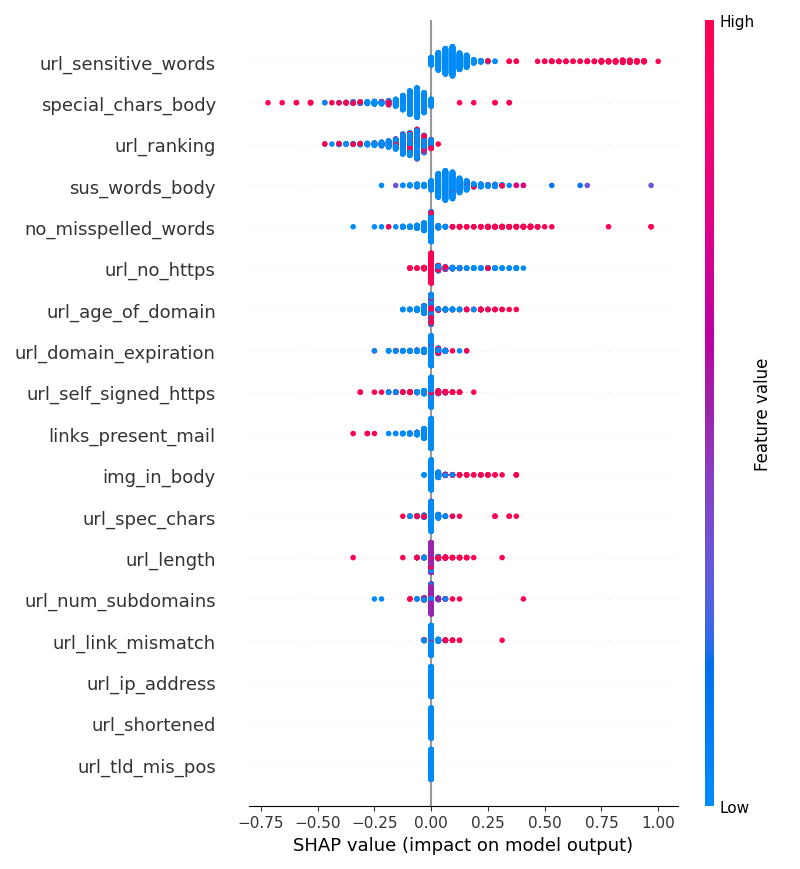 High
url_sensitive_words
special_chars_body
url_ranking
sus_words_body
no_misspelled_words
url_no_https
url_age_of_domain
url_domain_expiration
url_self_signed_https
links_present_mail
img_in_body
url_spec_chars
url_length
url_num_subdomains
url_link_mismatch
url_ip_address
url_shortened
url_tld_mis_pos
Feature value
Low
−0.75 −0.50 −0.25 0.00 0.25 0.50 0.75 1.00
SHAP value (impact on model output)